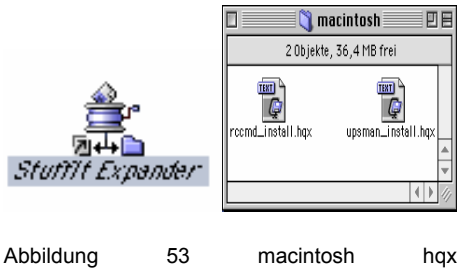 macintosh
2 Objekte, 36,4 MB frei
TEXT
TEXT
rccmd_install.hqx
upsman_install.hqx
StuffIt Expander
Abbildung 53 macintosh hqx